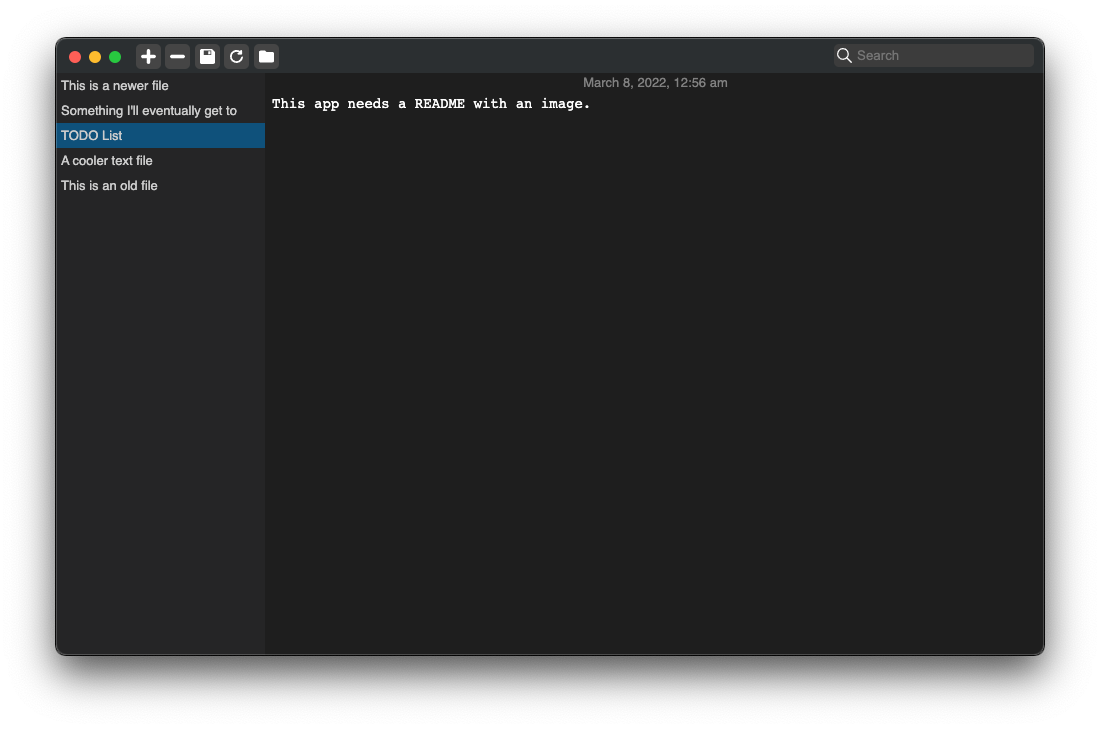 Search
This is a newer file
Something I'll eventually get to
TODO List
A cooler text file
This is an old file
March 8, 2022, 12:56 am
This app needs a README with an image.